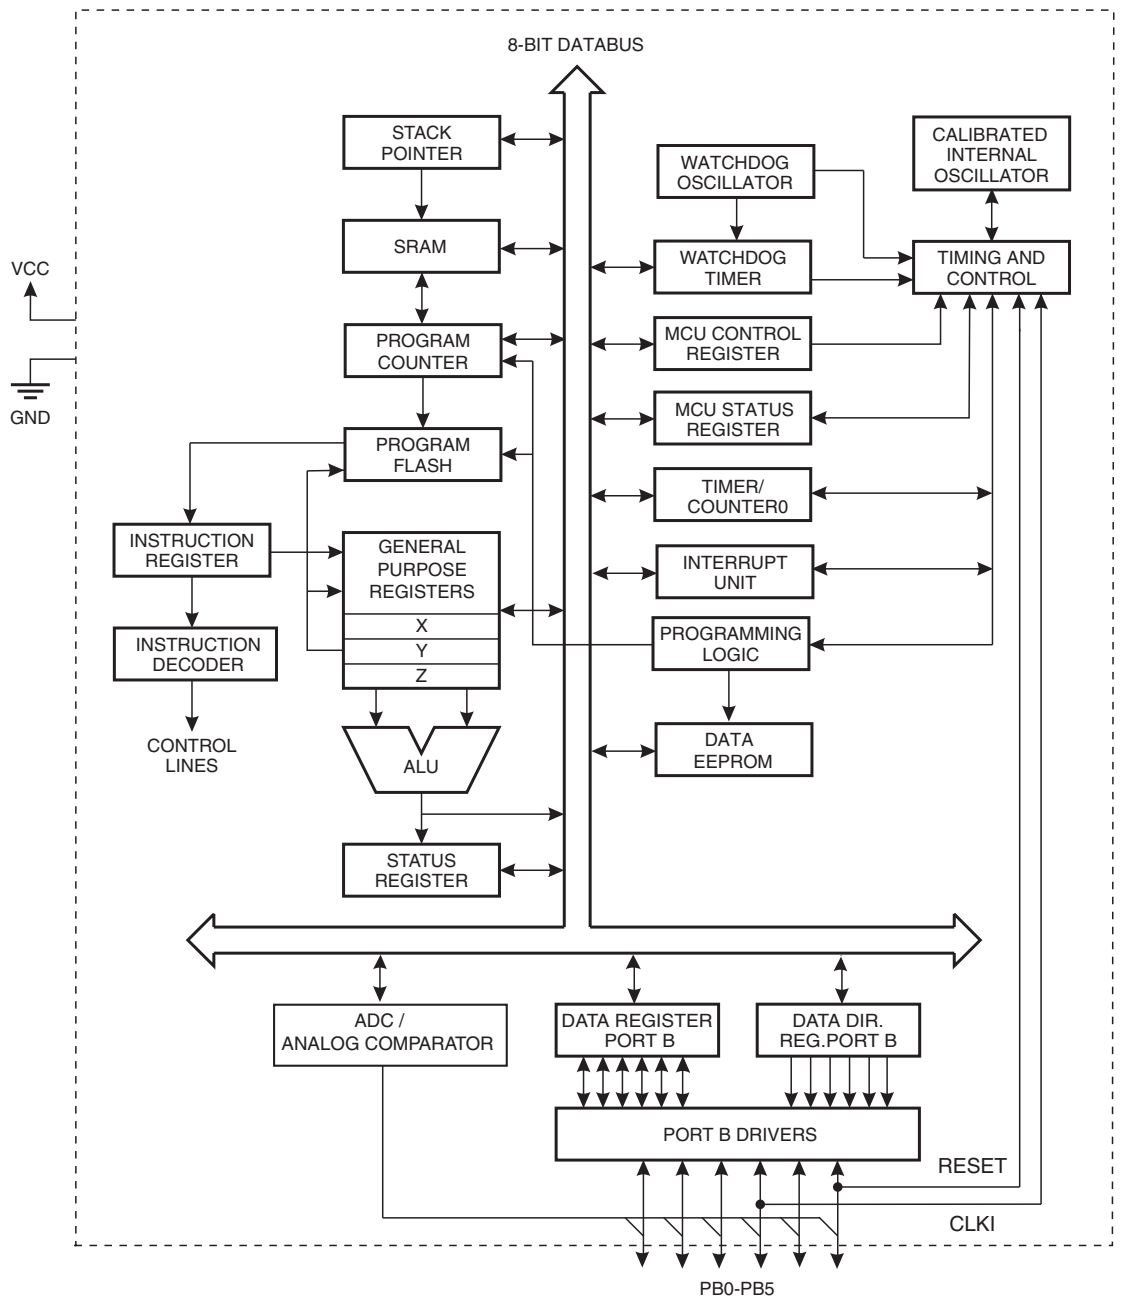 8-BIT DATABUS
STACK
POINTER
SRAM
PROGRAM
COUNTER
PROGRAM
FLASH
INSTRUCTION
REGISTER
INSTRUCTION
DECODER
CONTROL
LINES
GENERAL
PURPOSE
REGISTERS
X
Y
Z
ALU
STATUS
REGISTER
VCC
GND
WATCHDOG
OSCILLATOR
WATCHDOG
TIMER
MCU CONTROL
REGISTER
MCU STATUS
REGISTER
TIMER/
COUNTER0
INTERRUPT
UNIT
PROGRAMMING
LOGIC
DATA
EEPROM
CALIBRATED
INTERNAL
OSCILLATOR
TIMING AND
CONTROL
ADC /
ANALOG COMPARATOR
DATA REGISTER
PORT B
DATA DIR.
REG.PORT B
PORT B DRIVERS
RESET
CLKI
PB0-PB5